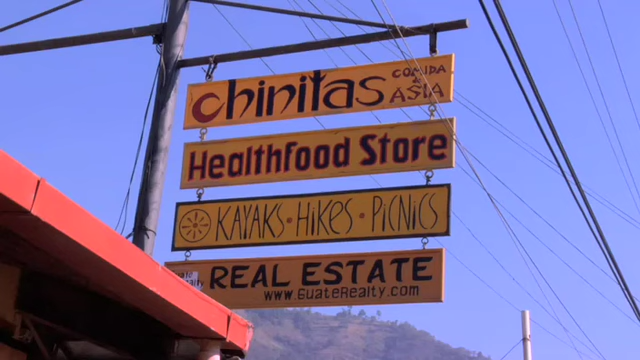 chinitas COMIDA
ASIA
Healthfood Store
KAYAKS · HiKES · PiCNiCS
REAL ESTATE
www.GuateRealty.com